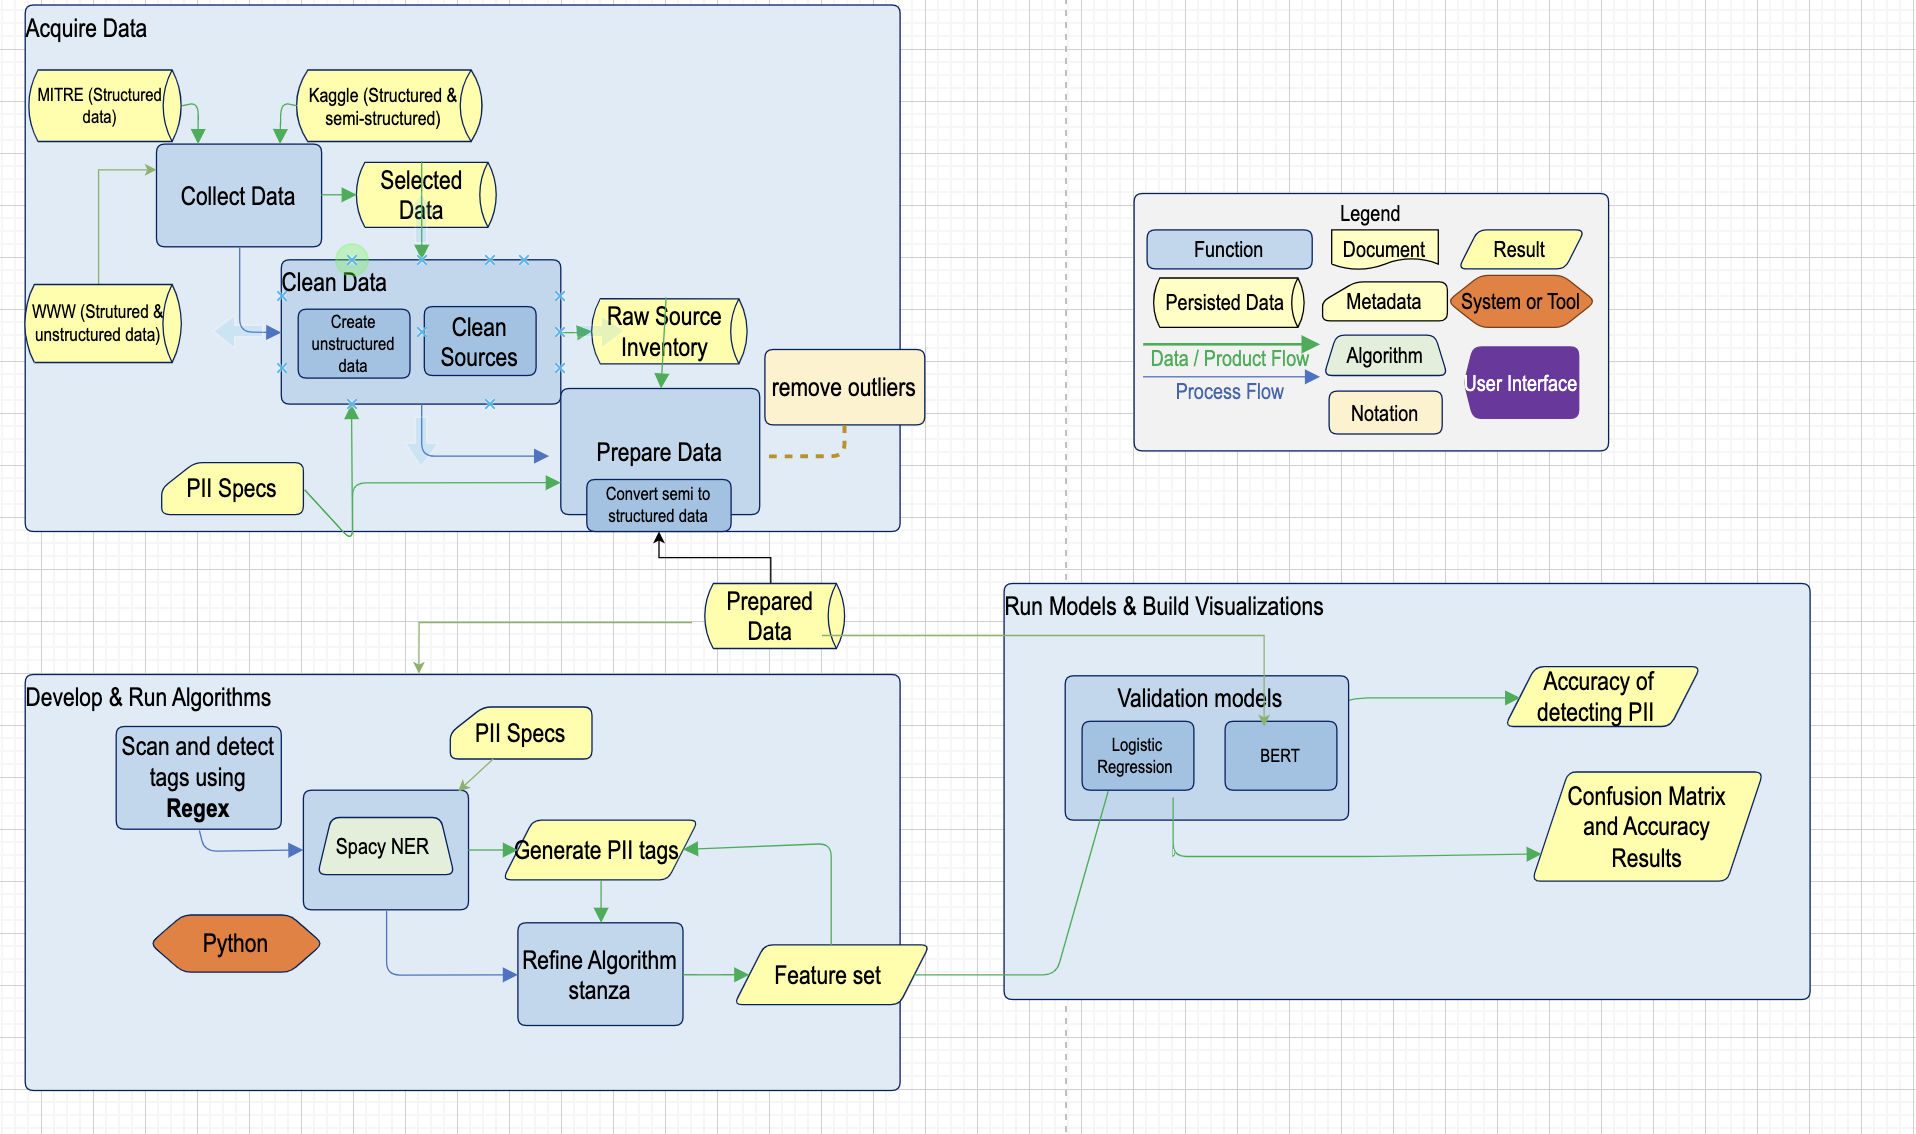 Acquire Data
MITRE (Structured
data)
Kaggle (Structured &
semi-structured)
Collect Data
Selected
Data
WWW (Strutured &
unstructured data)
Clean Data
Create
unstructured
data
Clean
Sources
Raw Source
Inventory
remove outliers
PII Specs
Prepare Data
Convert semi to
structured data
Legend
Function
Document
Result
Persisted Data
Metadata
System or Tool
Data / Product Flow
Algorithm
Process Flow
User Interface
Notation
Prepared
Data
Develop & Run Algorithms
Scan and detect
tags using
Regex
PII Specs
Spacy NER
Generate PII tags
Python
Refine Algorithm
stanza
Feature set
Run Models & Build Visualizations
Validation models
Logistic
Regression
BERT
Accuracy of
detecting PII
Confusion Matrix
and Accuracy
Results